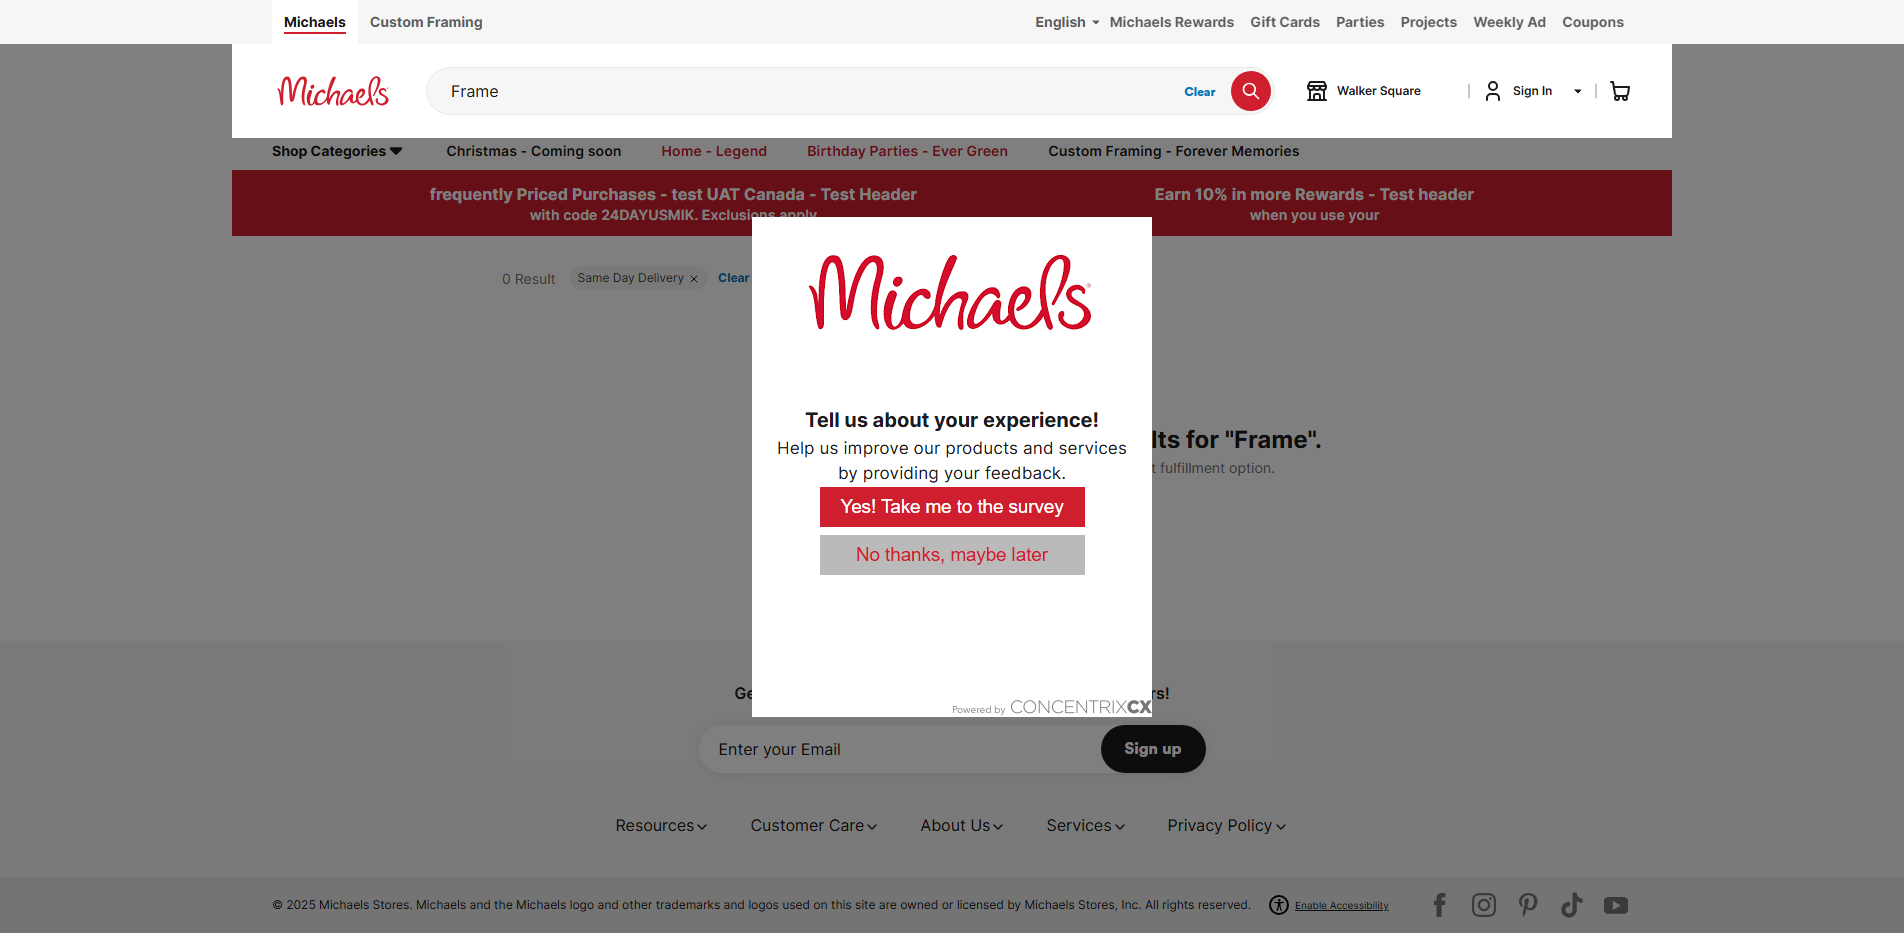 Michaels
Custom Framing
English
Michaels Rewards
Gift Cards
Parties
Projects
Weekly Ad
Coupons
Michaels
Frame
Clear
Walker Square
Sign In
Shop Categories
Christmas - Coming soon
Home - Legend
Birthday Parties - Ever Green
Custom Framing - Forever Memories
frequently Priced Purchases - test UAT Canada - Test Header
with code 24DAYUSMIK. Exclusions apply
Earn 10% in more Rewards - Test header
when you use your
0 Result
Same Day Delivery
Clear
Michaels
Tell us about your experience!
Help us improve our products and services
by providing your feedback.
Yes! Take me to the survey
No thanks, maybe later
for "Frame".
fulfillment option.
Powered by CONCENTRIXCX
Enter your Email
Sign up
Resources
Customer Care
About Us
Services
Privacy Policy
© 2025 Michaels Stores. Michaels and the Michaels logo and other trademarks and logos used on this site are owned or licensed by Michaels Stores, Inc. All rights reserved.
Enable Accessibility